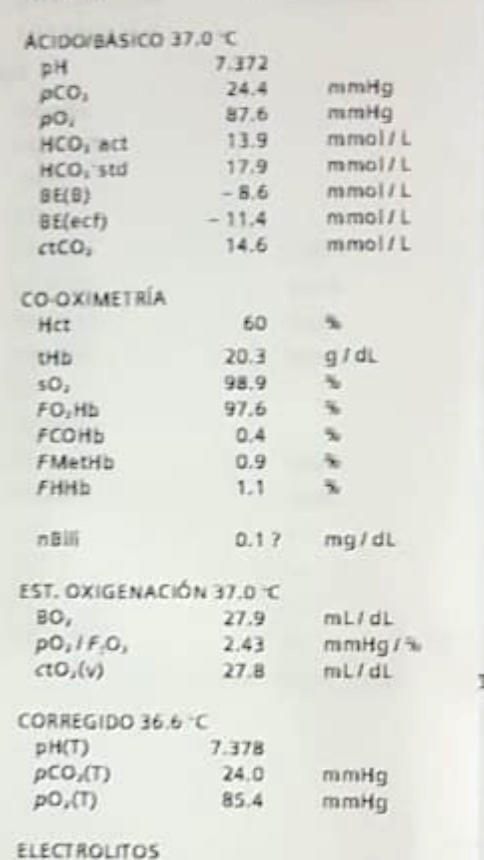 ÁCIDO/BÁSICO 37.0 °C
pH 7.372
pCO₂ 24.4 mmHg
pO₂ 87.6 mmHg
HCO₃ act 13.9 mmol / L
HCO₃ std 17.9 mmol / L
BE(B) – 8.6 mmol / L
BE(ecf) – 11.4 mmol / L
ctCO₂ 14.6 mmol / L
CO-OXIMETRÍA
Hct 60 %
tHb 20.3 g / dL
sO₂ 98.9 %
FO₂Hb 97.6 %
FCOHb 0.4 %
FMetHb 0.9 %
FHHb 1.1 %
nBili 0.1 ? mg / dL
EST. OXIGENACIÓN 37.0 °C
BO₂ 27.9 mL / dL
pO₂ / FIO₂ 2.43 mmHg / %
ctO₂(v) 27.8 mL / dL
CORREGIDO 36.6 °C
pH(T) 7.378
pCO₂(T) 24.0 mmHg
pO₂(T) 85.4 mmHg
ELECTROLITOS